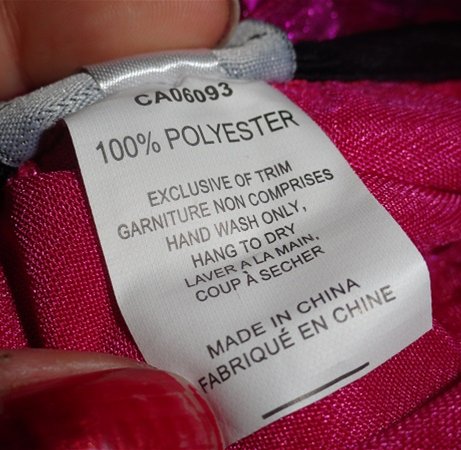 CA06093
100% POLYESTER
EXCLUSIVE OF TRIM
GARNITURE NON COMPRISES
HAND WASH ONLY,
HANG TO DRY
LAVER A LA MAIN,
COUP À SECHER
MADE IN CHINA
FABRIQUÉ EN CHINE